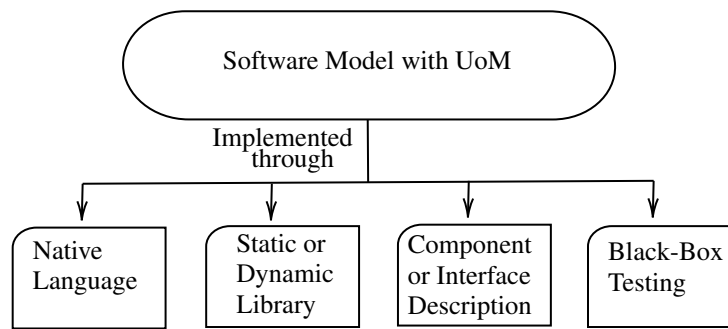 Software Model with UoM
Implemented
through
Native
Language
Static or
Dynamic
Library
Component
or Interface
Description
Black-Box
Testing